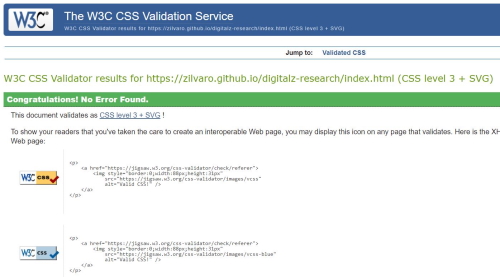 W3C® The W3C CSS Validation Service
W3C CSS Validator results for https://zilvaro.github.io/digitalz-research/index.html (CSS level 3 + SVG)
Jump to: Validated CSS
W3C CSS Validator results for https://zilvaro.github.io/digitalz-research/index.html (CSS level 3 + SVG)
Congratulations! No Error Found.
This document validates as CSS level 3 + SVG !
To show your readers that you've taken the care to create an interoperable Web page, you may display this icon on any page that validates. Here is the XH
Web page:
<p>
<a href="https://jigsaw.w3.org/css-validator/check/referer">
<img style="border:0;width:88px;height:31px"
src="https://jigsaw.w3.org/css-validator/images/vcss"
alt="Valid CSS!" />
</a>
</p>
W3C css
<p>
<a href="https://jigsaw.w3.org/css-validator/check/referer">
<img style="border:0;width:88px;height:31px"
src="https://jigsaw.w3.org/css-validator/images/vcss-blue"
alt="Valid CSS!" />
</a>
</p>
W3C css